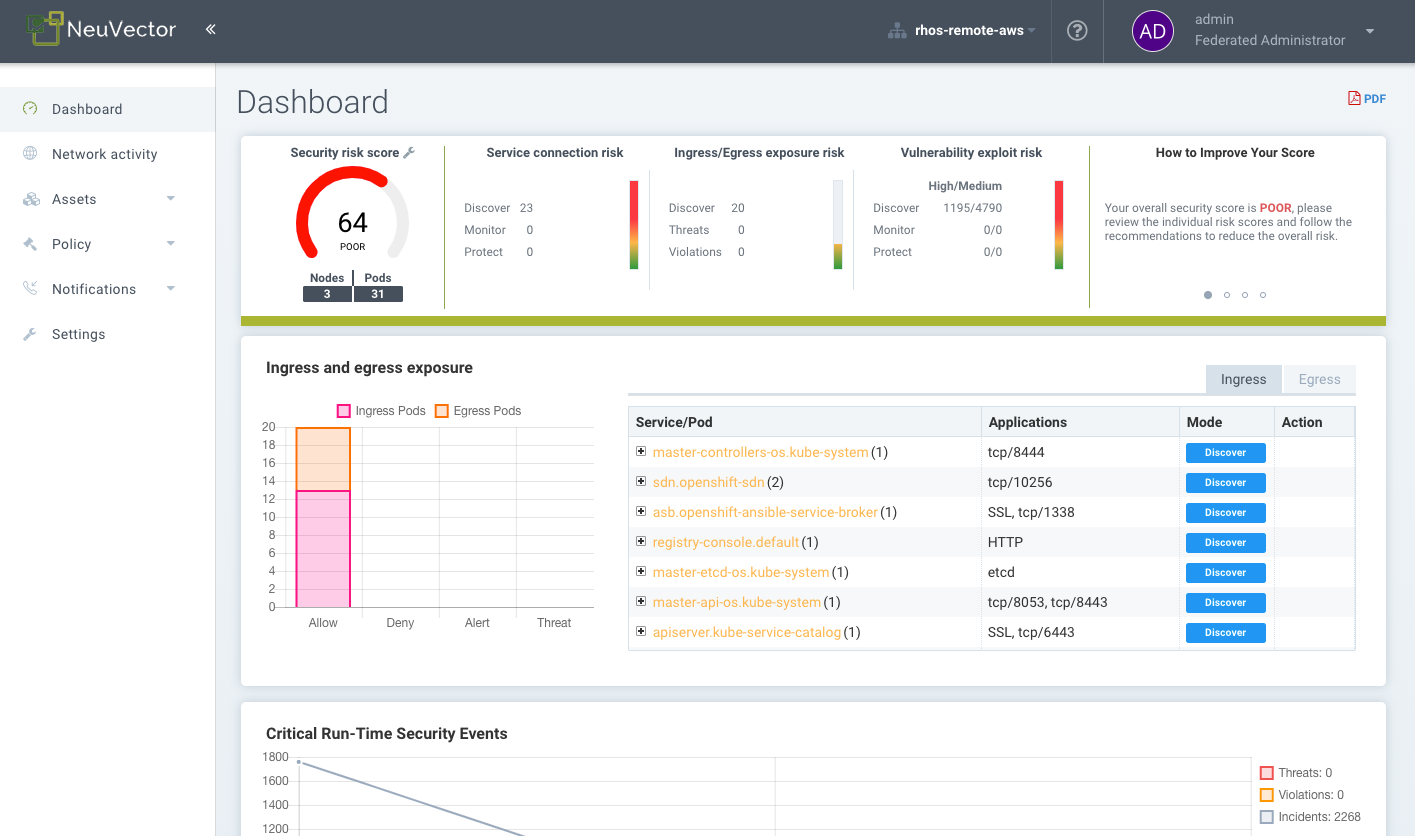 NeuVector «
rhos-remote-aws
?
AD
admin
Federated Administrator
Dashboard
Network activity
Assets
Policy
Notifications
Settings
Dashboard
PDF
Security risk score
64
POOR
Nodes Pods
3 31
Service connection risk
Discover 23
Monitor 0
Protect 0
Ingress/Egress exposure risk
Discover 20
Threats 0
Violations 0
Vulnerability exploit risk
High/Medium
Discover 1195/4790
Monitor 0/0
Protect 0/0
How to Improve Your Score
Your overall security score is POOR, please
review the individual risk scores and follow the
recommendations to reduce the overall risk.
Ingress and egress exposure
Ingress Pods Egress Pods
20
18
16
14
12
10
8
6
4
2
0
Allow Deny Alert Threat
Ingress Egress
Service/Pod Applications Mode Action
master-controllers-os.kube-system (1) tcp/8444 Discover
sdn.openshift-sdn (2) tcp/10256 Discover
asb.openshift-ansible-service-broker (1) SSL, tcp/1338 Discover
registry-console.default (1) HTTP Discover
master-etcd-os.kube-system (1) etcd Discover
master-api-os.kube-system (1) tcp/8053, tcp/8443 Discover
apiserver.kube-service-catalog (1) SSL, tcp/6443 Discover
Critical Run-Time Security Events
1800
1600
1400
1200
Threats: 0
Violations: 0
Incidents: 2268